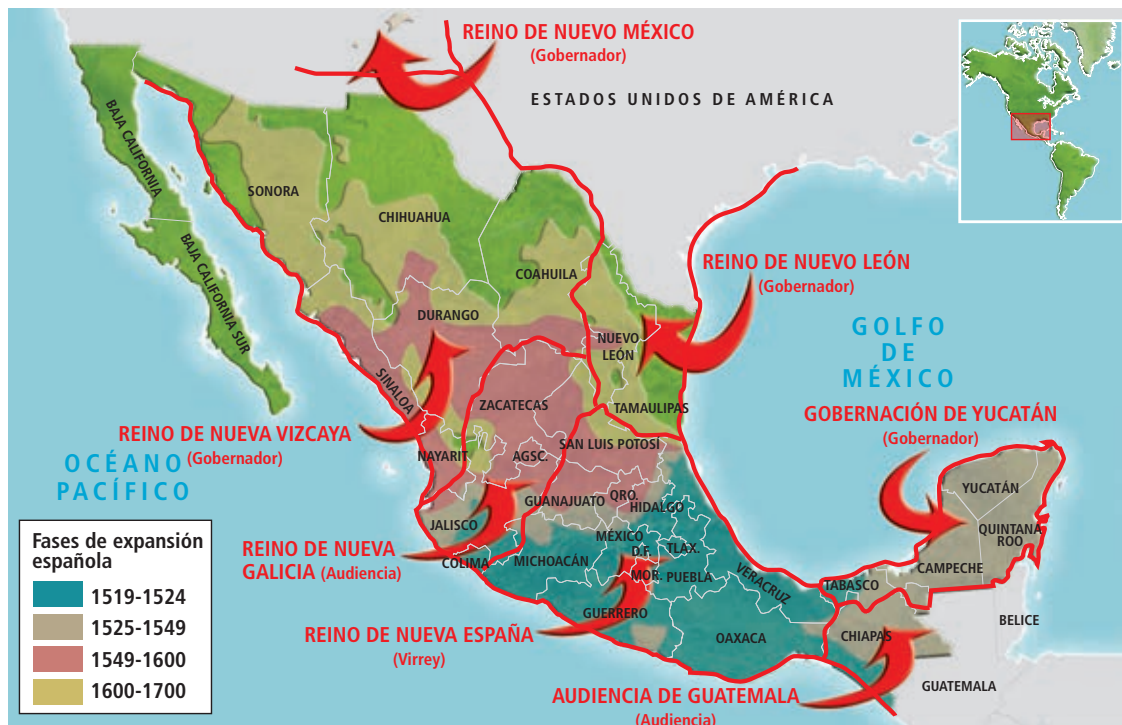 REINO DE NUEVO MÉXICO
(Gobernador)
ESTADOS UNIDOS DE AMÉRICA
BAJA CALIFORNIA
SONORA
CHIHUAHUA
BAJA CALIFORNIA SUR
COAHUILA
REINO DE NUEVO LEÓN
(Gobernador)
DURANGO
NUEVO
LEÓN
GOLFO
DE
MÉXICO
SINALOA
ZACATECAS
TAMAULIPAS
GOBERNACIÓN DE YUCATÁN
(Gobernador)
REINO DE NUEVA VIZCAYA
(Gobernador)
SAN LUIS POTOSÍ
NAYARIT
AGSC.
OCÉANO
PACÍFICO
YUCATÁN
GUANAJUATO
QRO.
HIDALGO
JALISCO
QUINTANA
ROO
MÉXICO
D.F.
TLAX.
REINO DE NUEVA
GALICIA (Audiencia)
COLIMA
MICHOACÁN
MOR.
PUEBLA
VERACRUZ
TABASCO
CAMPECHE
GUERRERO
REINO DE NUEVA ESPAÑA
(Virrey)
OAXACA
CHIAPAS
BELICE
GUATEMALA
AUDIENCIA DE GUATEMALA
(Audiencia)
Fases de expansión
española
1519-1524
1525-1549
1549-1600
1600-1700